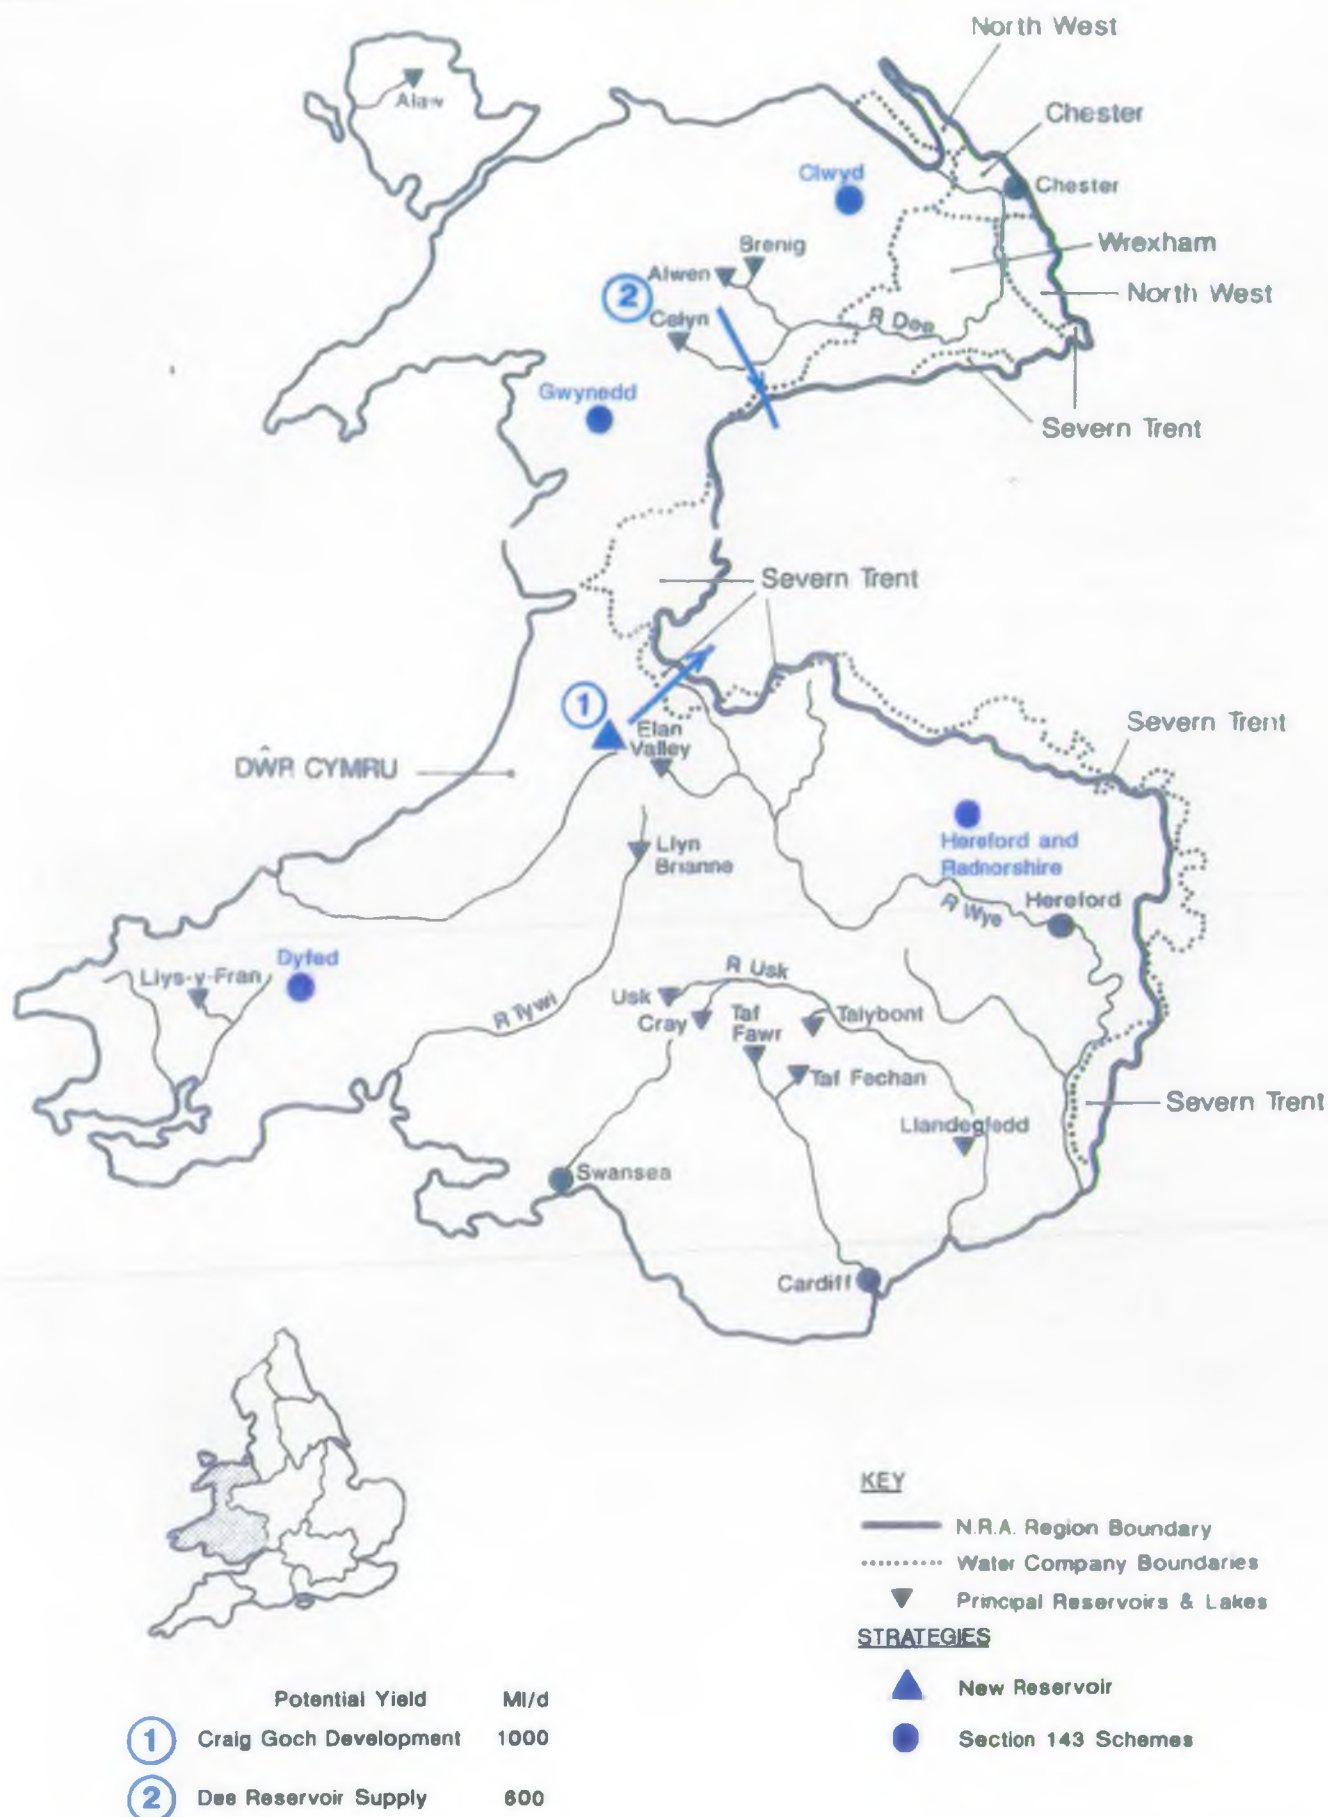 North West
Chester
Alaw
Clwyd
Chester
Brenig
Wrexham
Alwen
2
North West
Celyn
R Dee
Gwynedd
Severn Trent
Severn Trent
1
Elan
Valley
Severn Trent
DŴR CYMRU
Hereford and
Radnorshire
Llyn
Brianne
R Wye
Hereford
Dyfed
Llys-y-Fran
R Usk
R Tywi
Usk
Cray
Taf
Fawr
Talybont
Taf Fechan
Severn Trent
Llandegfedd
Swansea
Cardiff
KEY
N.R.A. Region Boundary
Water Company Boundaries
Principal Reservoirs & Lakes
STRATEGIES
New Reservoir
Section 143 Schemes
Potential Yield Ml/d
1 Craig Goch Development 1000
2 Dee Reservoir Supply 600